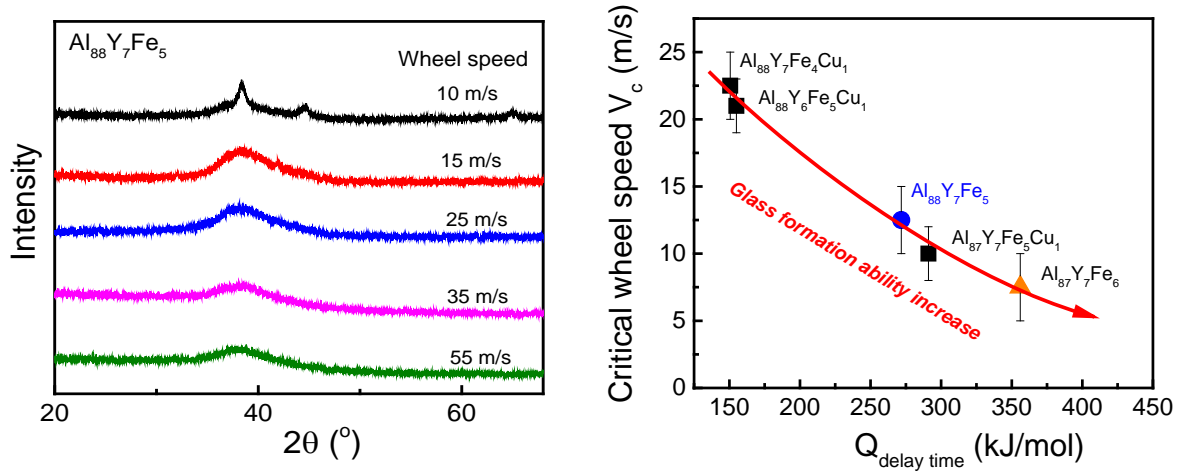 Al₈₈Y₇Fe₅
Wheel speed
10 m/s
15 m/s
25 m/s
35 m/s
55 m/s
Intensity
20 40 60
2θ (°)
Critical wheel speed V_c (m/s)
25
20
15
10
5
0
Al₈₈Y₇Fe₄Cu₁
Al₈₈Y₆Fe₅Cu₁
Al₈₈Y₇Fe₅
Al₈₇Y₇Fe₅Cu₁
Al₈₇Y₇Fe₆
Glass formation ability increase
150 200 250 300 350 400 450
Q_delay time (kJ/mol)